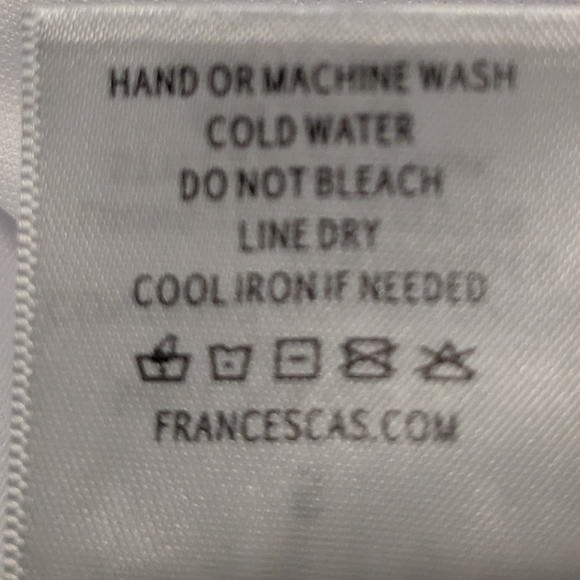 HAND OR MACHINE WASH
COLD WATER
DO NOT BLEACH
LINE DRY
COOL IRON IF NEEDED
FRANCESCAS.COM